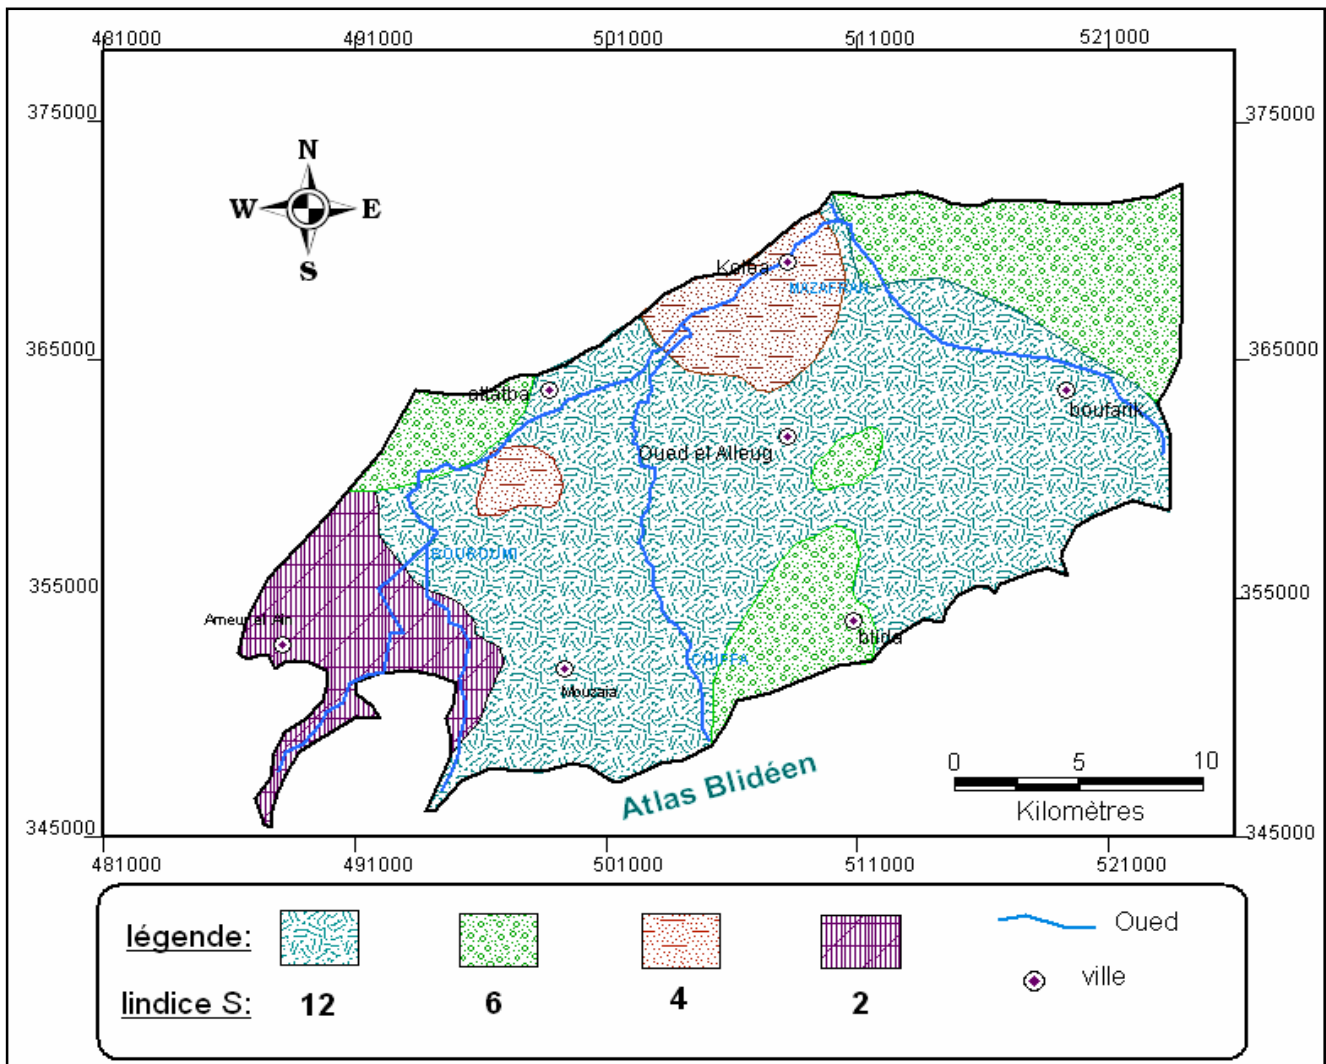 481000 491000 501000 511000 521000
375000 375000
N
W E
S
Kolea
MAZAFRAN
365000 365000
attatba
boufarik
Oued el Alleug
BOURDUMI
355000 355000
Ameur el Ain
blida
CHIFFA
Mouzaia
0 5 10
Atlas Blidéen
Kilomètres
345000 345000
481000 491000 501000 511000 521000
légende:
Oued
ville
lindice S: 12 6 4 2